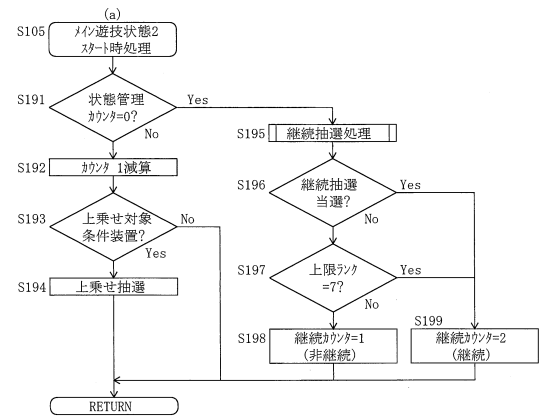 (a)
S105
メイン遊技状態2
スタート時処理
S191
状態管理
カウンタ=0?
Yes
No
S195
継続抽選処理
S192
カウンタ 1減算
S196
継続抽選
当選?
Yes
No
S193
上乗せ対象
条件装置?
No
Yes
S197
上限ランク
=7?
Yes
No
S194
上乗せ抽選
S198
継続カウンタ=1
(非継続)
S199
継続カウンタ=2
(継続)
RETURN